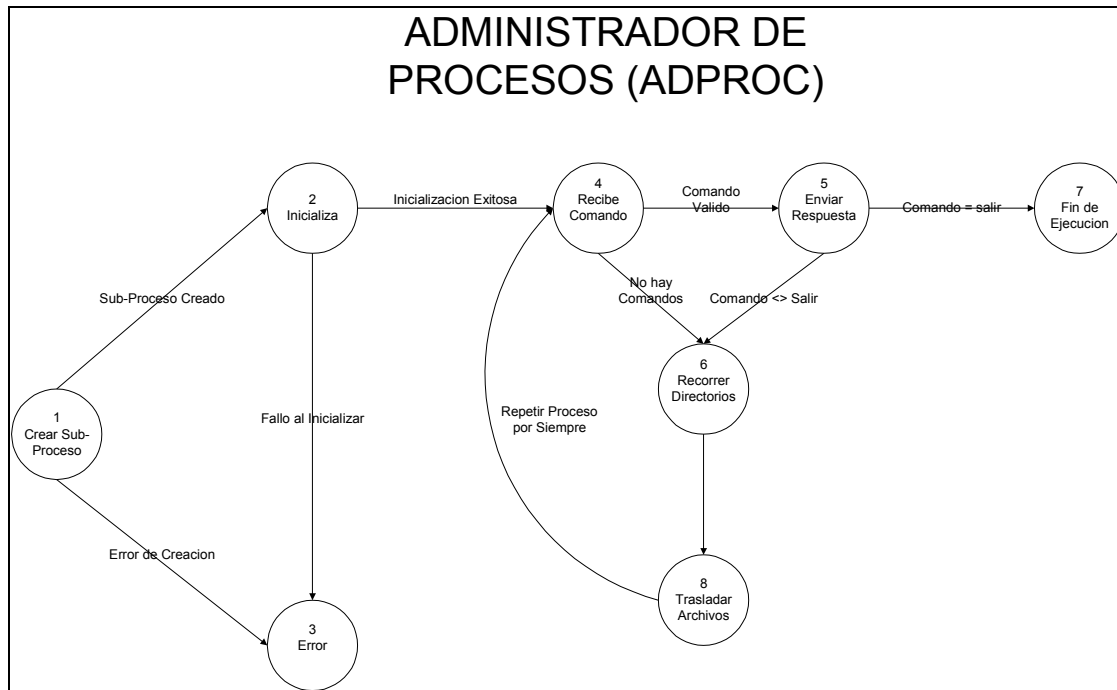 ADMINISTRADOR DE
PROCESOS (ADPROC)
2
Inicializa
Inicializacion Exitosa
4
Recibe
Comando
Comando
Valido
5
Enviar
Respuesta
Comando = salir
7
Fin de
Ejecucion
Sub-Proceso Creado
No hay
Comandos
Comando <> Salir
6
Recorrer
Directorios
1
Crear Sub-
Proceso
Fallo al Inicializar
Repetir Proceso
por Siempre
Error de Creacion
3
Error
8
Trasladar
Archivos